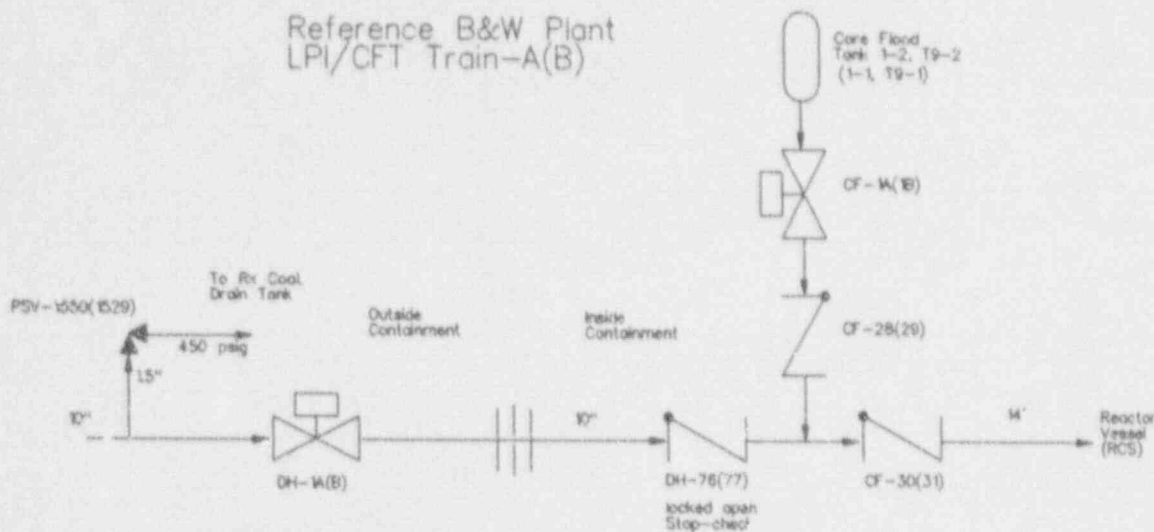 Reference B&W Plant
LPI/CFT Train-A(B)
Core Flood
Tank 1-2, T9-2
(1-1, T9-1)
CF-1A(1B)
To Rx Cool.
Drain Tank
PSV-1550(1529)
450 psig
1.5"
Outside
Containment
Inside
Containment
CF-28(29)
10"
10"
14'
Reactor
Vessel
(RCS)
DH-1A(B)
DH-76(77)
CF-30(31)
locked open
Stop-check